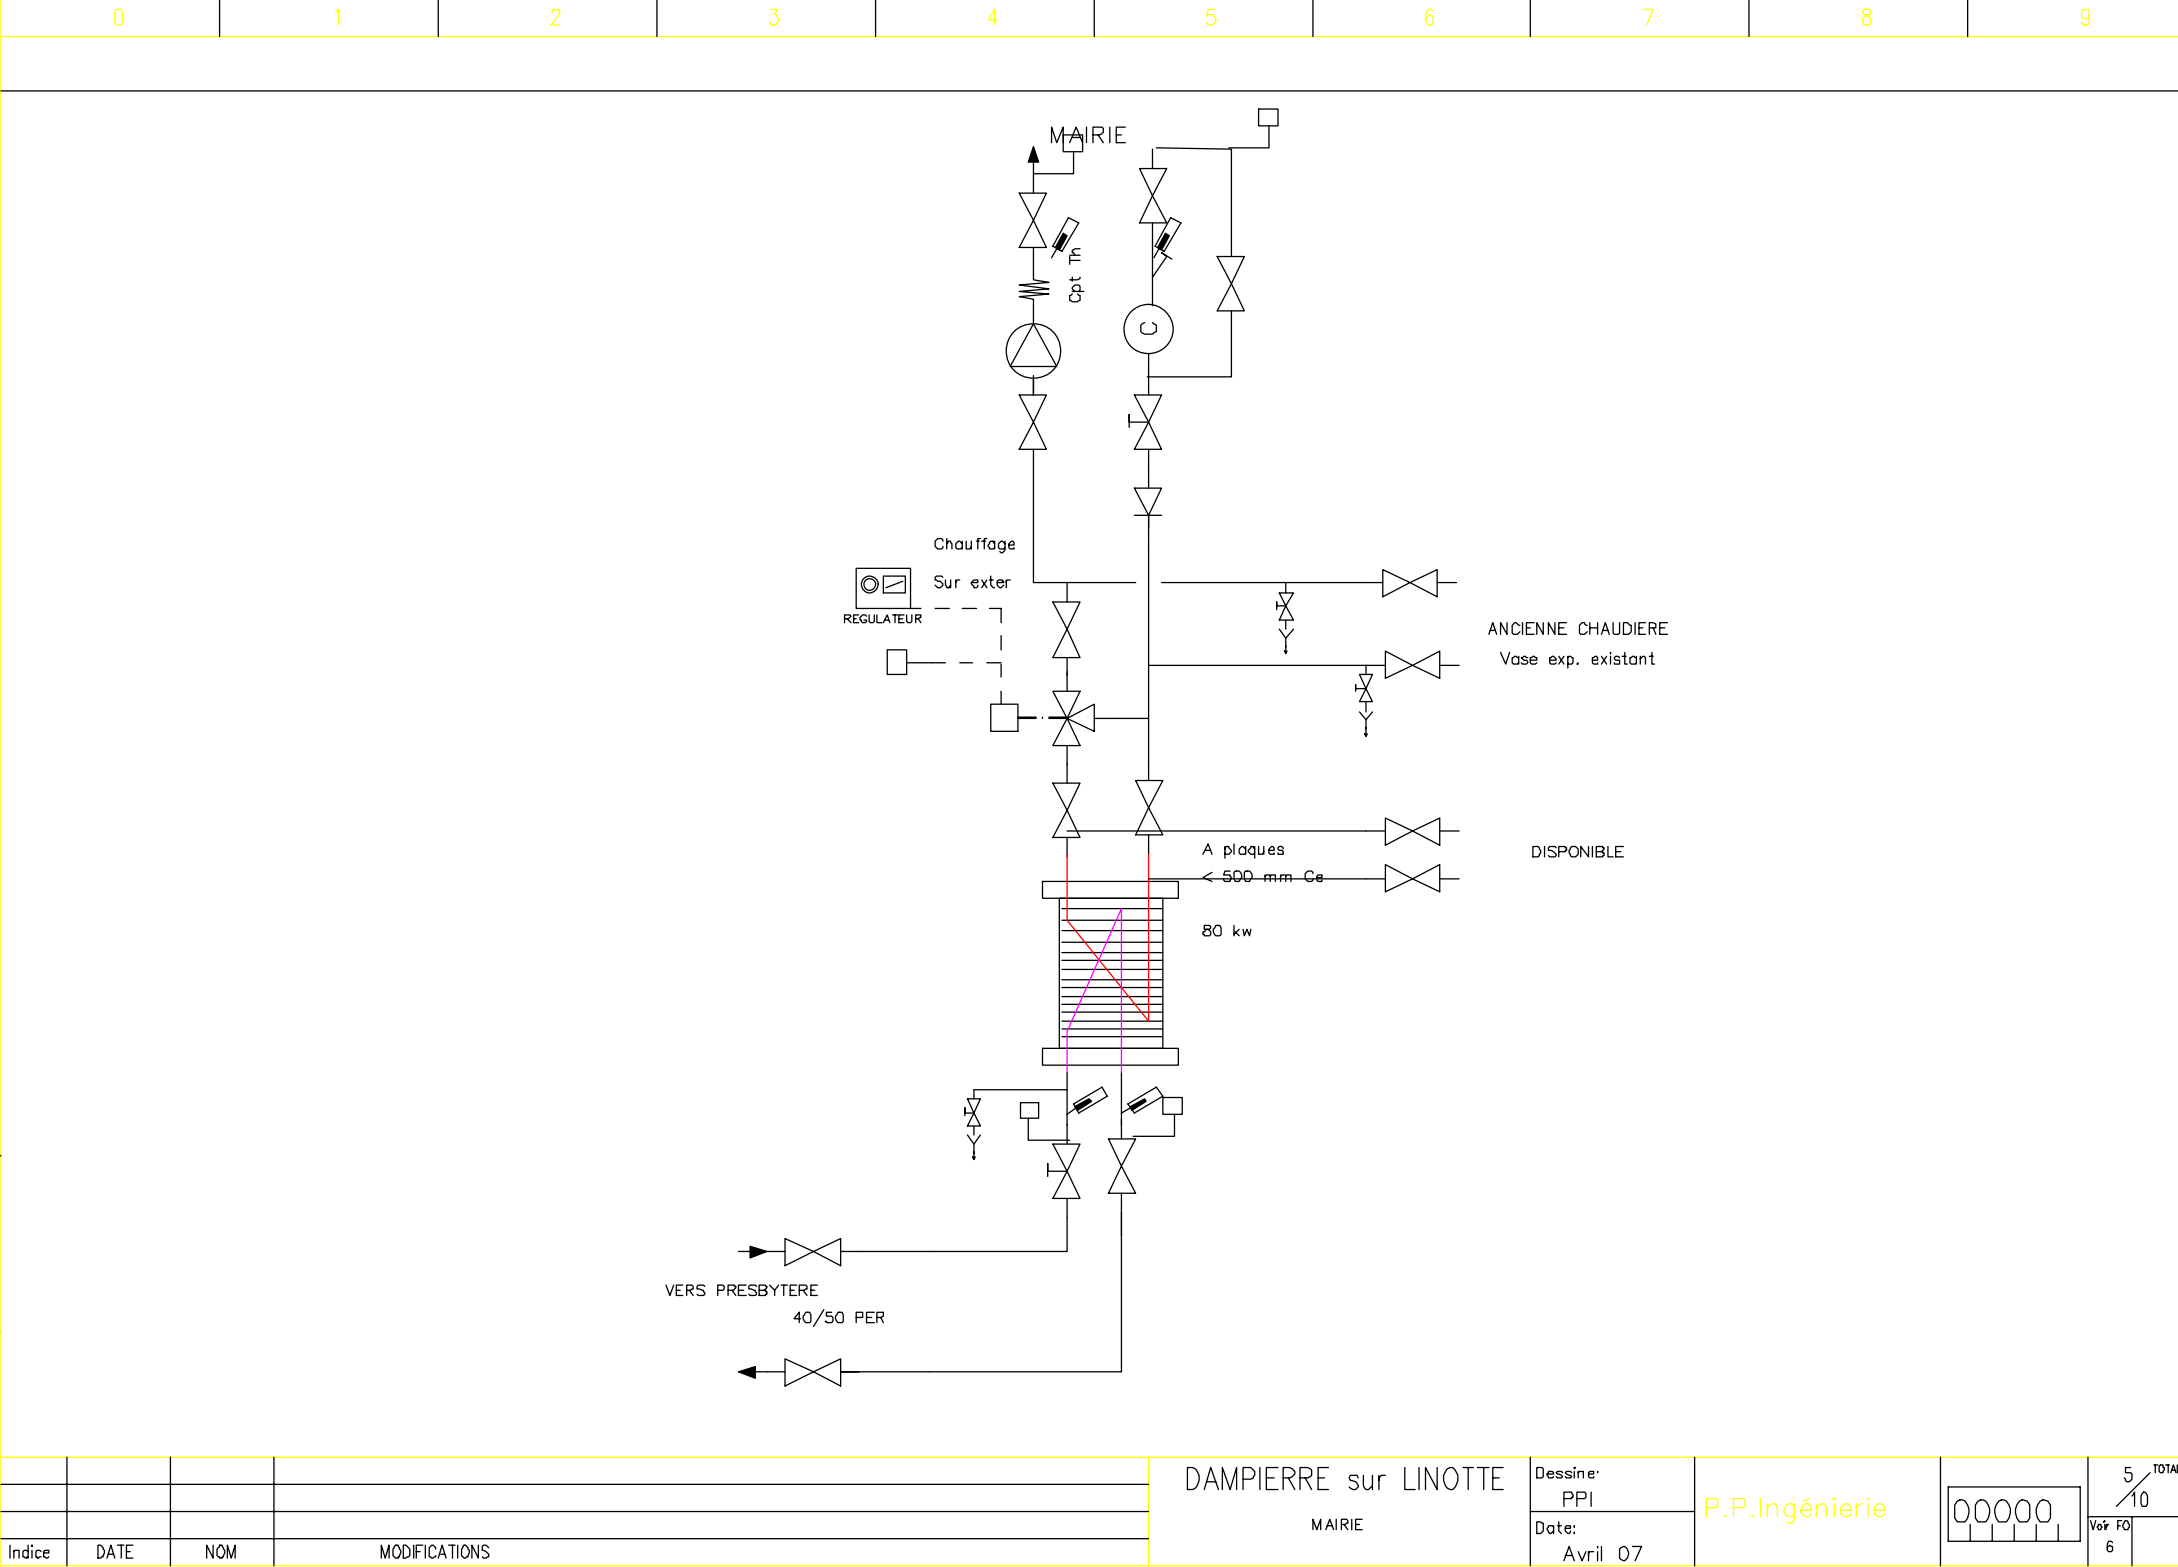 0 1 2 3 4 5 6 7 8 9
MAIRIE
Cpt Th
C
Chauffage
Sur exter
REGULATEUR
ANCIENNE CHAUDIERE
Vase exp. existant
A plaques
< 500 mm Ce
DISPONIBLE
80 kw
VERS PRESBYTERE
40/50 PER
Indice DATE NOM MODIFICATIONS
DAMPIERRE sur LINOTTE
MAIRIE
Dessine:
PPI
Date:
Avril 07
P.P.Ingénierie
00000
5/10
TOTAL
Voir FO
6